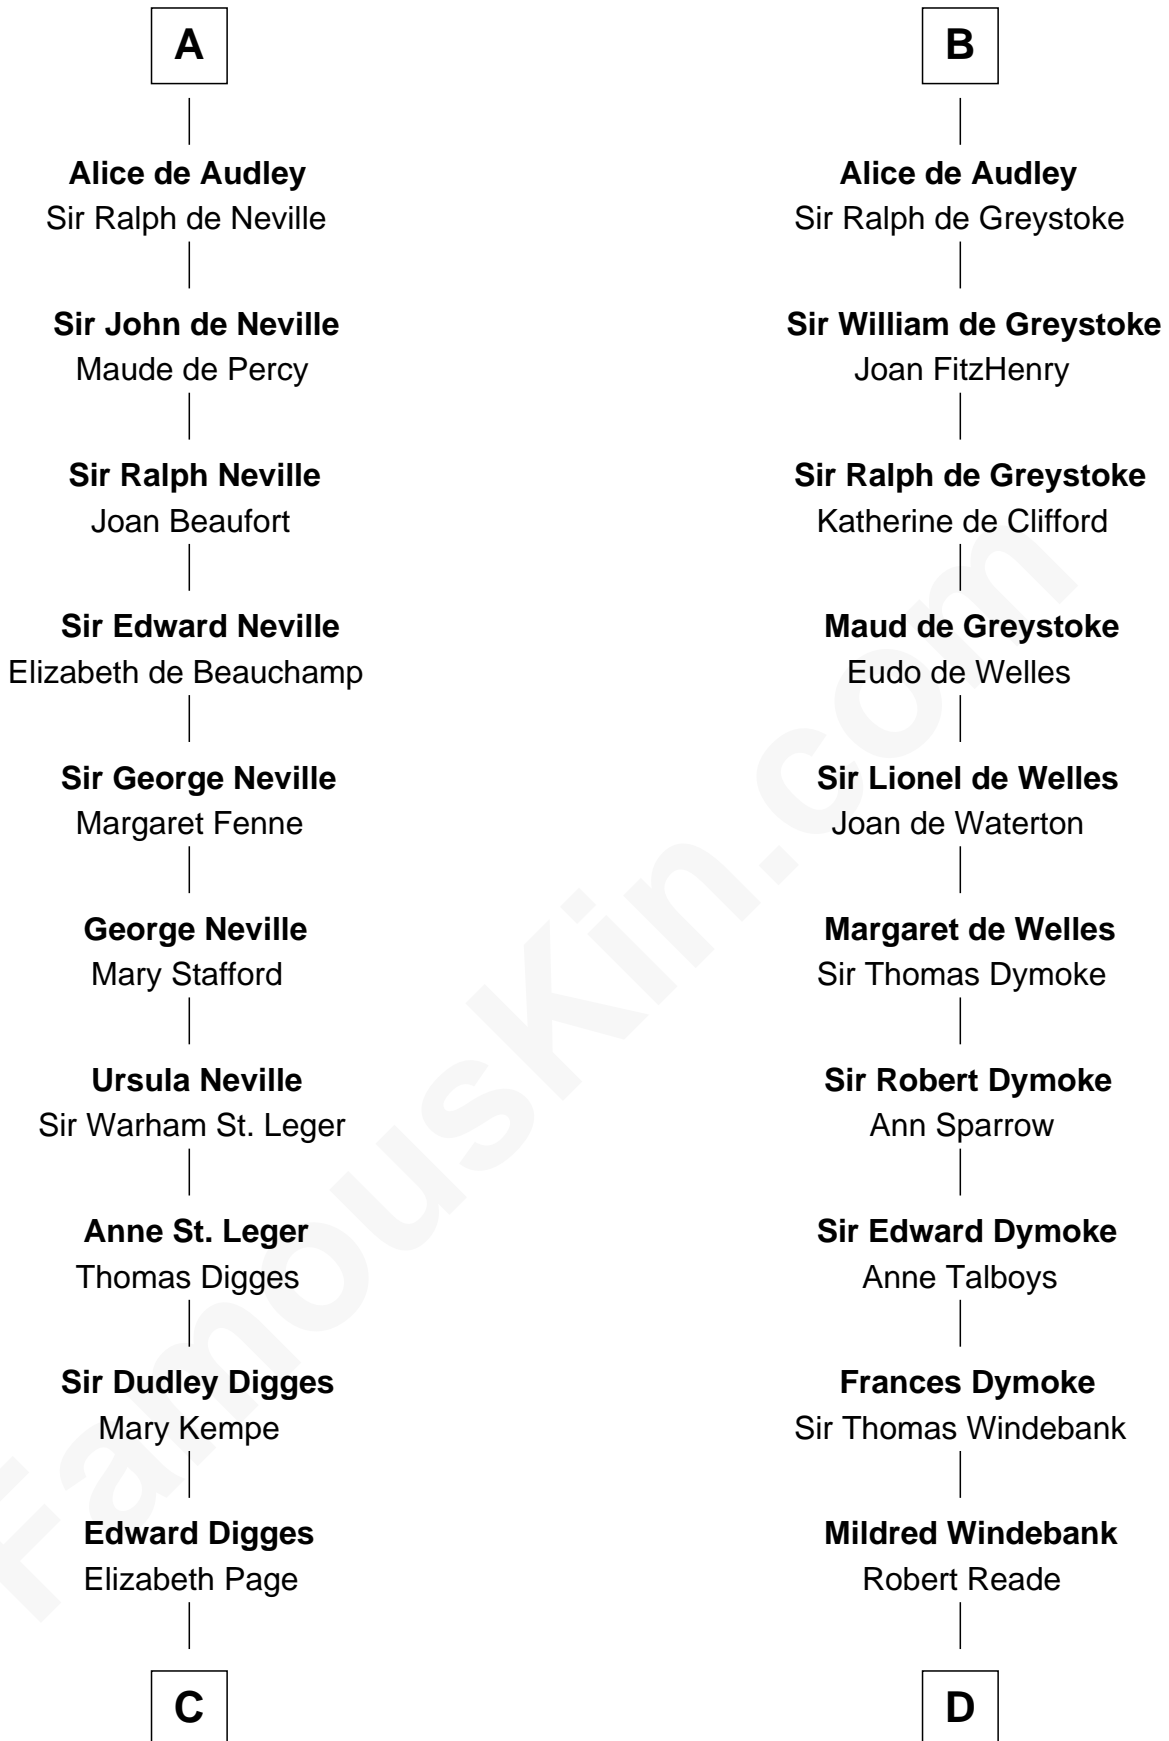 A
Alice de Audley
Sir Ralph de Neville
Sir John de Neville
Maude de Percy
Sir Ralph Neville
Joan Beaufort
Sir Edward Neville
Elizabeth de Beauchamp
Sir George Neville
Margaret Fenne
George Neville
Mary Stafford
Ursula Neville
Sir Warham St. Leger
Anne St. Leger
Thomas Digges
Sir Dudley Digges
Mary Kempe
Edward Digges
Elizabeth Page
C
B
Alice de Audley
Sir Ralph de Greystoke
Sir William de Greystoke
Joan FitzHenry
Sir Ralph de Greystoke
Katherine de Clifford
Maud de Greystoke
Eudo de Welles
Sir Lionel de Welles
Joan de Waterton
Margaret de Welles
Sir Thomas Dymoke
Sir Robert Dymoke
Ann Sparrow
Sir Edward Dymoke
Anne Talboys
Frances Dymoke
Sir Thomas Windebank
Mildred Windebank
Robert Reade
D
FamousKin.com